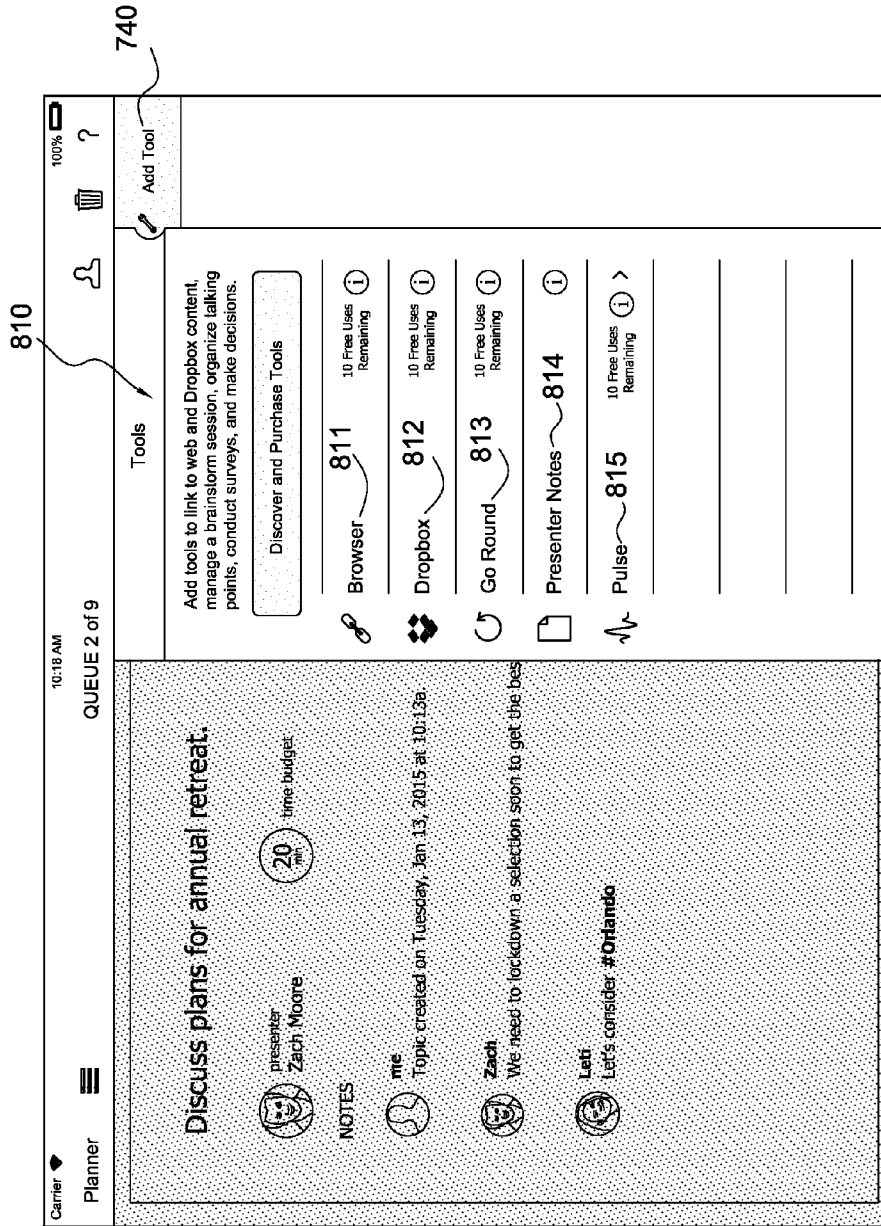 810
740
Carrier
10:18 AM
100%
Planner
QUEUE 2 of 9
?
Discuss plans for annual retreat.
presenter
Zach Moore
20
min
time budget
NOTES
me
Topic created on Tuesday, Jan 13, 2015 at 10:13a
Zach
We need to lockdown a selection soon to get the bes
Leti
Let's consider #Orlando
Tools
Add Tool
Add tools to link to web and Dropbox content,
manage a brainstorm session, organize talking
points, conduct surveys, and make decisions.
Discover and Purchase Tools
Browser
811
10 Free Uses
Remaining
i
Dropbox
812
10 Free Uses
Remaining
i
Go Round
813
10 Free Uses
Remaining
i
Presenter Notes
814
i
Pulse
815
10 Free Uses
Remaining
i >